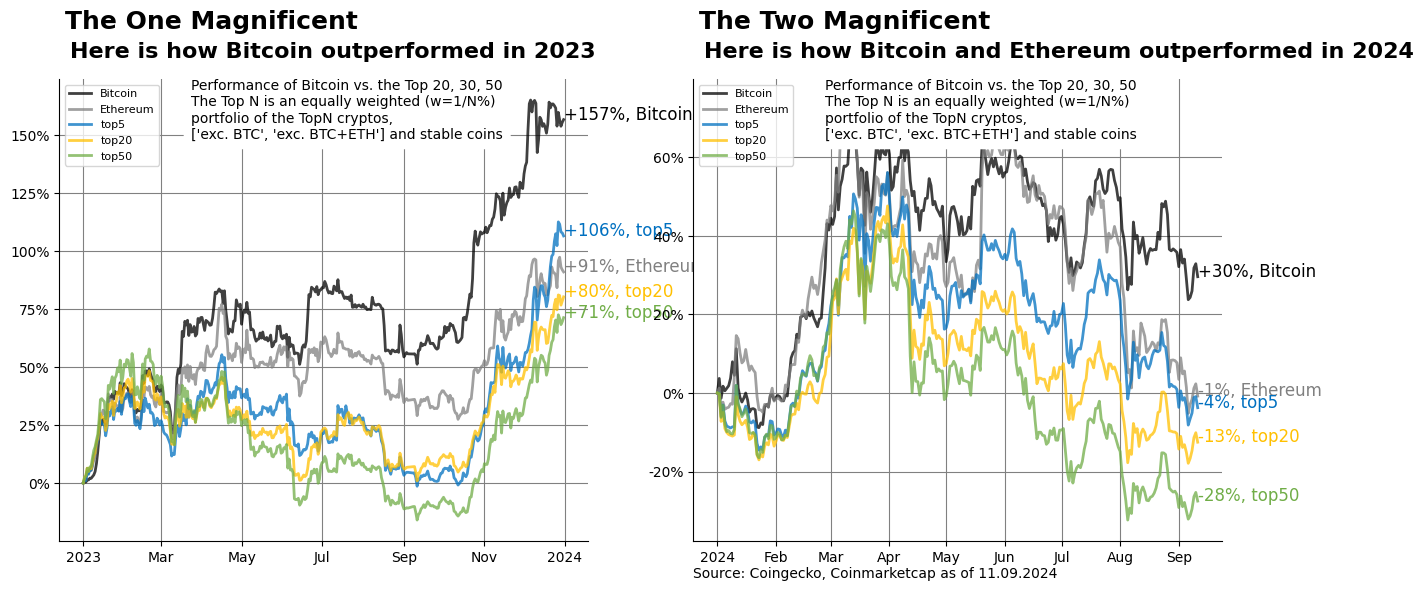 The One Magnificent
Here is how Bitcoin outperformed in 2023
Bitcoin
Ethereum
top5
top20
top50
Performance of Bitcoin vs. the Top 20, 30, 50
The Top N is an equally weighted (w=1/N%)
portfolio of the TopN cryptos,
['exc. BTC', 'exc. BTC+ETH'] and stable coins
150%
125%
100%
75%
50%
25%
0%
+157%, Bitcoin
+106%, top5
+91%, Ethereum
+80%, top20
+71%, top50
2023
Mar
May
Jul
Sep
Nov
2024
The Two Magnificent
Here is how Bitcoin and Ethereum outperformed in 2024
Bitcoin
Ethereum
top5
top20
top50
Performance of Bitcoin vs. the Top 20, 30, 50
The Top N is an equally weighted (w=1/N%)
portfolio of the TopN cryptos,
['exc. BTC', 'exc. BTC+ETH'] and stable coins
60%
40%
20%
0%
-20%
+30%, Bitcoin
-1%, Ethereum
-4%, top5
-13%, top20
-28%, top50
2024
Feb
Mar
Apr
May
Jun
Jul
Aug
Sep
Source: Coingecko, Coinmarketcap as of 11.09.2024